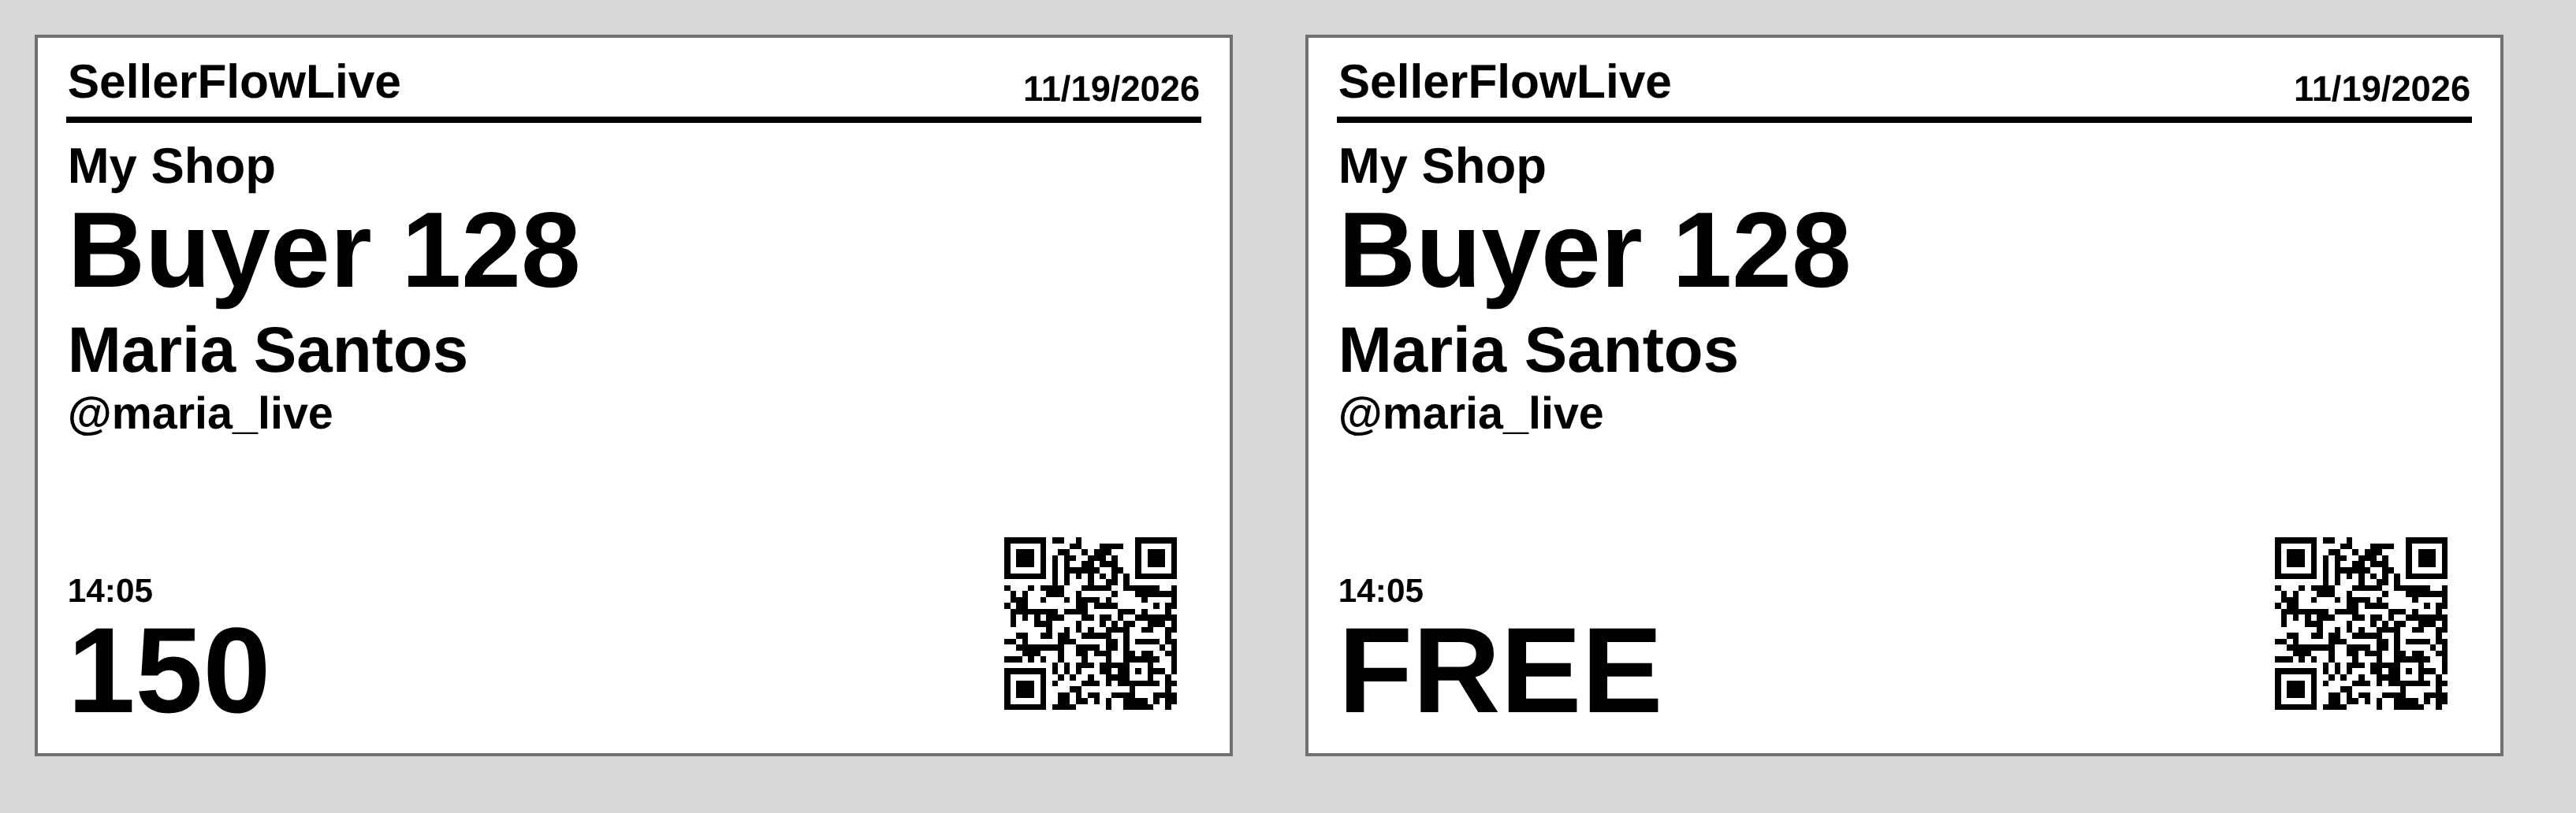 SellerFlowLive 11/19/2026
My Shop
Buyer 128
Maria Santos
@maria_live
14:05
150
SellerFlowLive 11/19/2026
My Shop
Buyer 128
Maria Santos
@maria_live
14:05
FREE